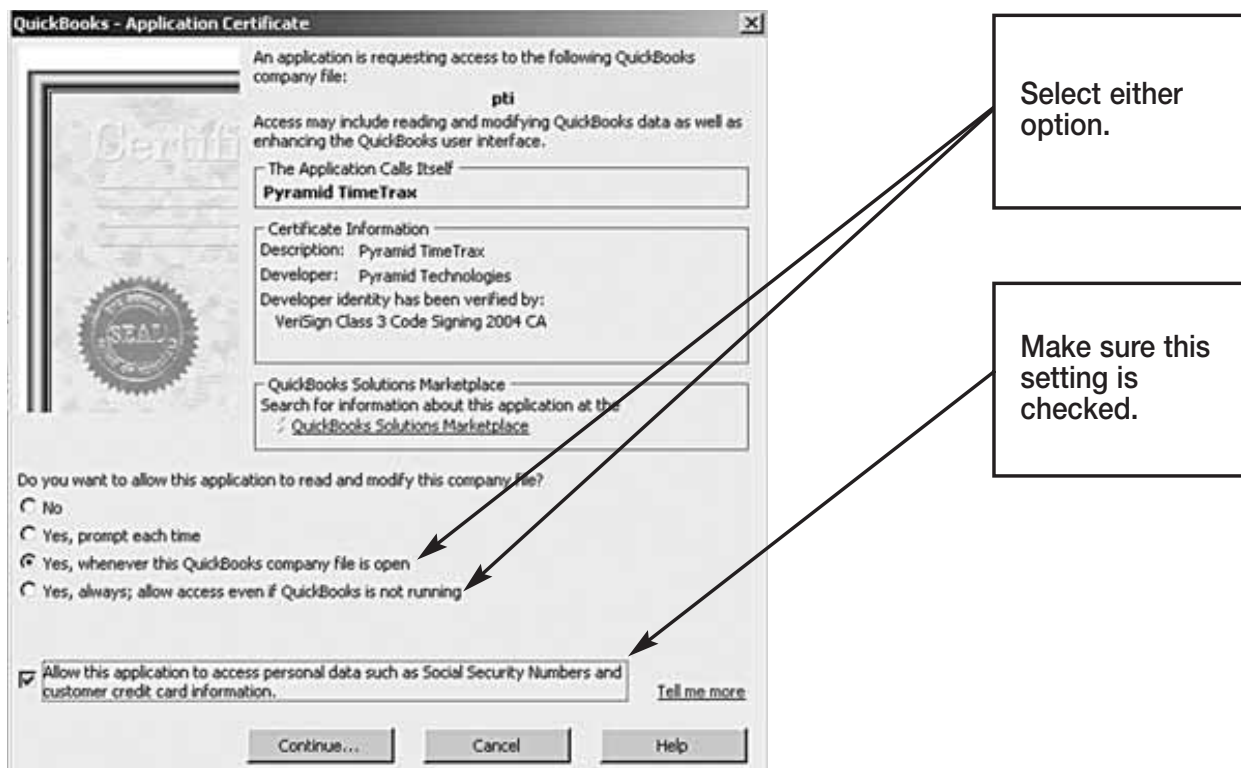 QuickBooks - Application Certificate
An application is requesting access to the following QuickBooks
company file:
pti
Access may include reading and modifying QuickBooks data as well as
enhancing the QuickBooks user interface.
The Application Calls Itself
Pyramid TimeTrax
Certificate Information
Description: Pyramid TimeTrax
Developer: Pyramid Technologies
Developer identity has been verified by:
VeriSign Class 3 Code Signing 2004 CA
QuickBooks Solutions Marketplace
Search for information about this application at the
QuickBooks Solutions Marketplace
Certifi
SEAL
Do you want to allow this application to read and modify this company file?
No
Yes, prompt each time
Yes, whenever this QuickBooks company file is open
Yes, always; allow access even if QuickBooks is not running
Allow this application to access personal data such as Social Security Numbers and
customer credit card information.
Tell me more
Continue...
Cancel
Help
Select either
option.
Make sure this
setting is
checked.